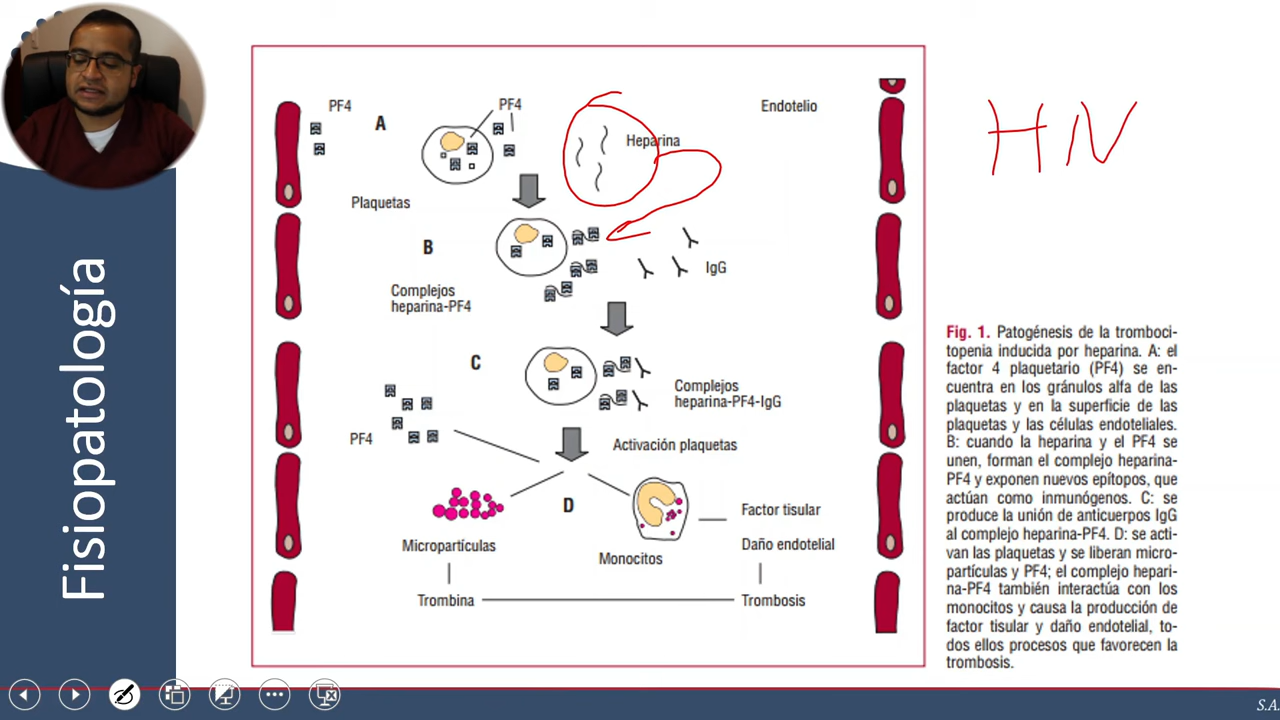 Fisiopatología
PF4
A
PF4
Heparina
Endotelio
HN
Plaquetas
B
IgG
Complejos
heparina-PF4
C
Complejos
heparina-PF4-IgG
PF4
Activación plaquetas
D
Factor tisular
Micropartículas
Monocitos
Daño endotelial
Trombina
Trombosis
Fig. 1. Patogénesis de la tromboci-
topenia inducida por heparina. A: el
factor 4 plaquetario (PF4) se en-
cuentra en los gránulos alfa de las
plaquetas y en la superficie de las
plaquetas y las células endoteliales.
B: cuando la heparina y el PF4 se
unen, forman el complejo heparina-
PF4 y exponen nuevos epítopos, que
actúan como inmunógenos. C: se
produce la unión de anticuerpos IgG
al complejo heparina-PF4. D: se acti-
van las plaquetas y se liberan micro-
partículas y PF4; el complejo hepari-
na-PF4 también interactúa con los
monocitos y causa la producción de
factor tisular y daño endotelial, to-
dos ellos procesos que favorecen la
trombosis.
S.A.